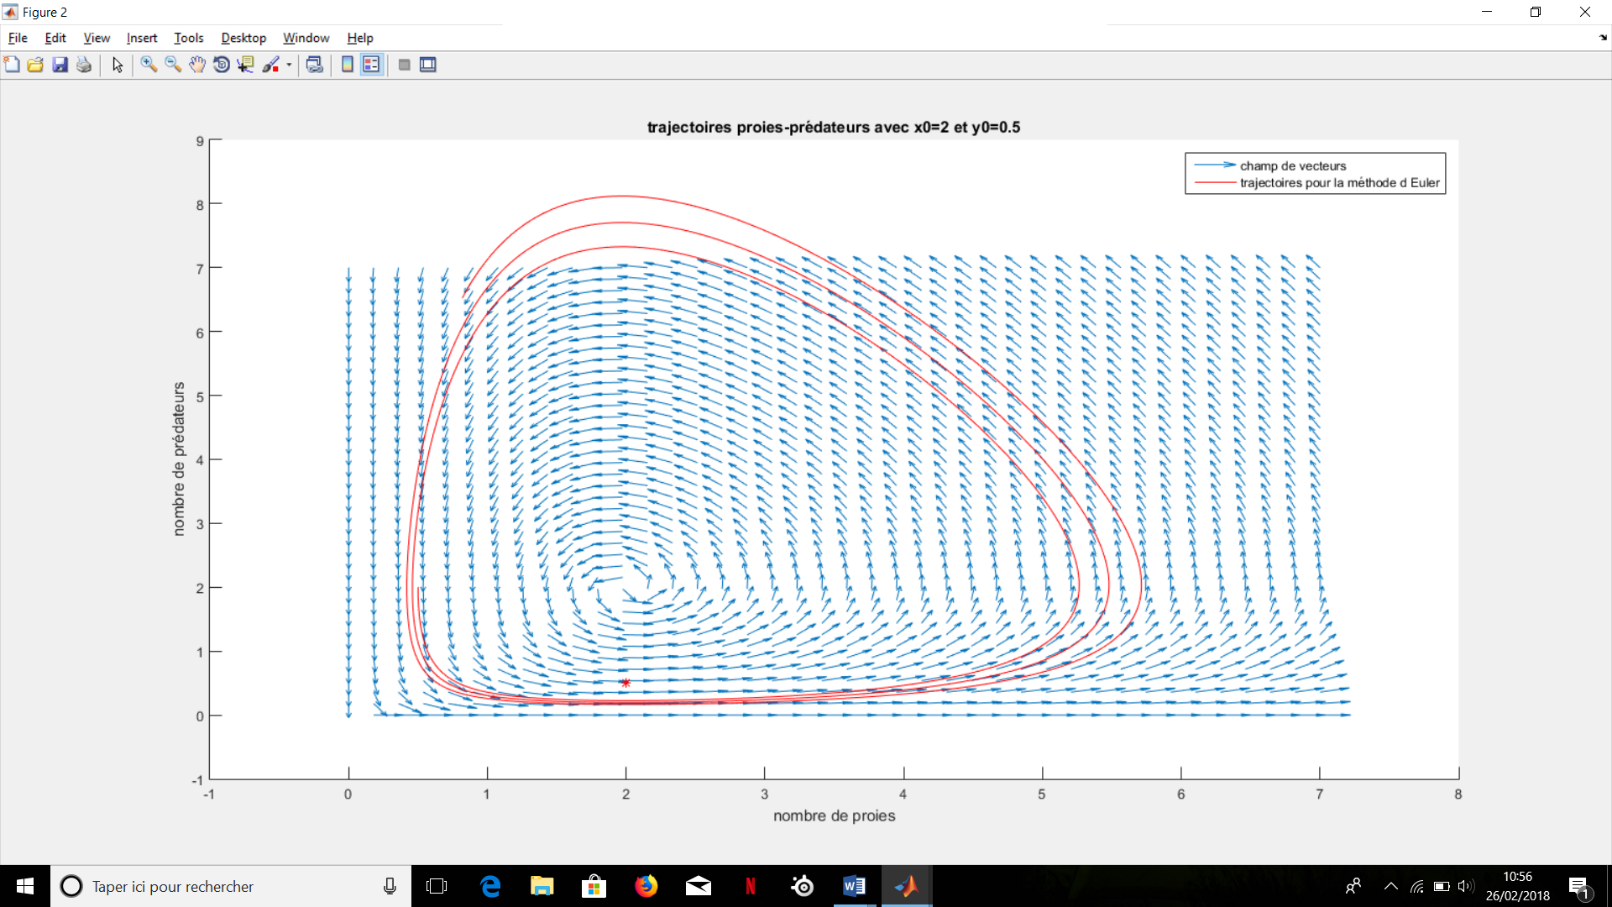 Figure 2
File Edit View Insert Tools Desktop Window Help
trajectoires proies-prédateurs avec x0=2 et y0=0.5
champ de vecteurs
trajectoires pour la méthode d Euler
9
8
7
6
5
4
3
2
1
0
-1
nombre de prédateurs
-1 0 1 2 3 4 5 6 7 8
nombre de proies
Taper ici pour rechercher
10:56
26/02/2018
1